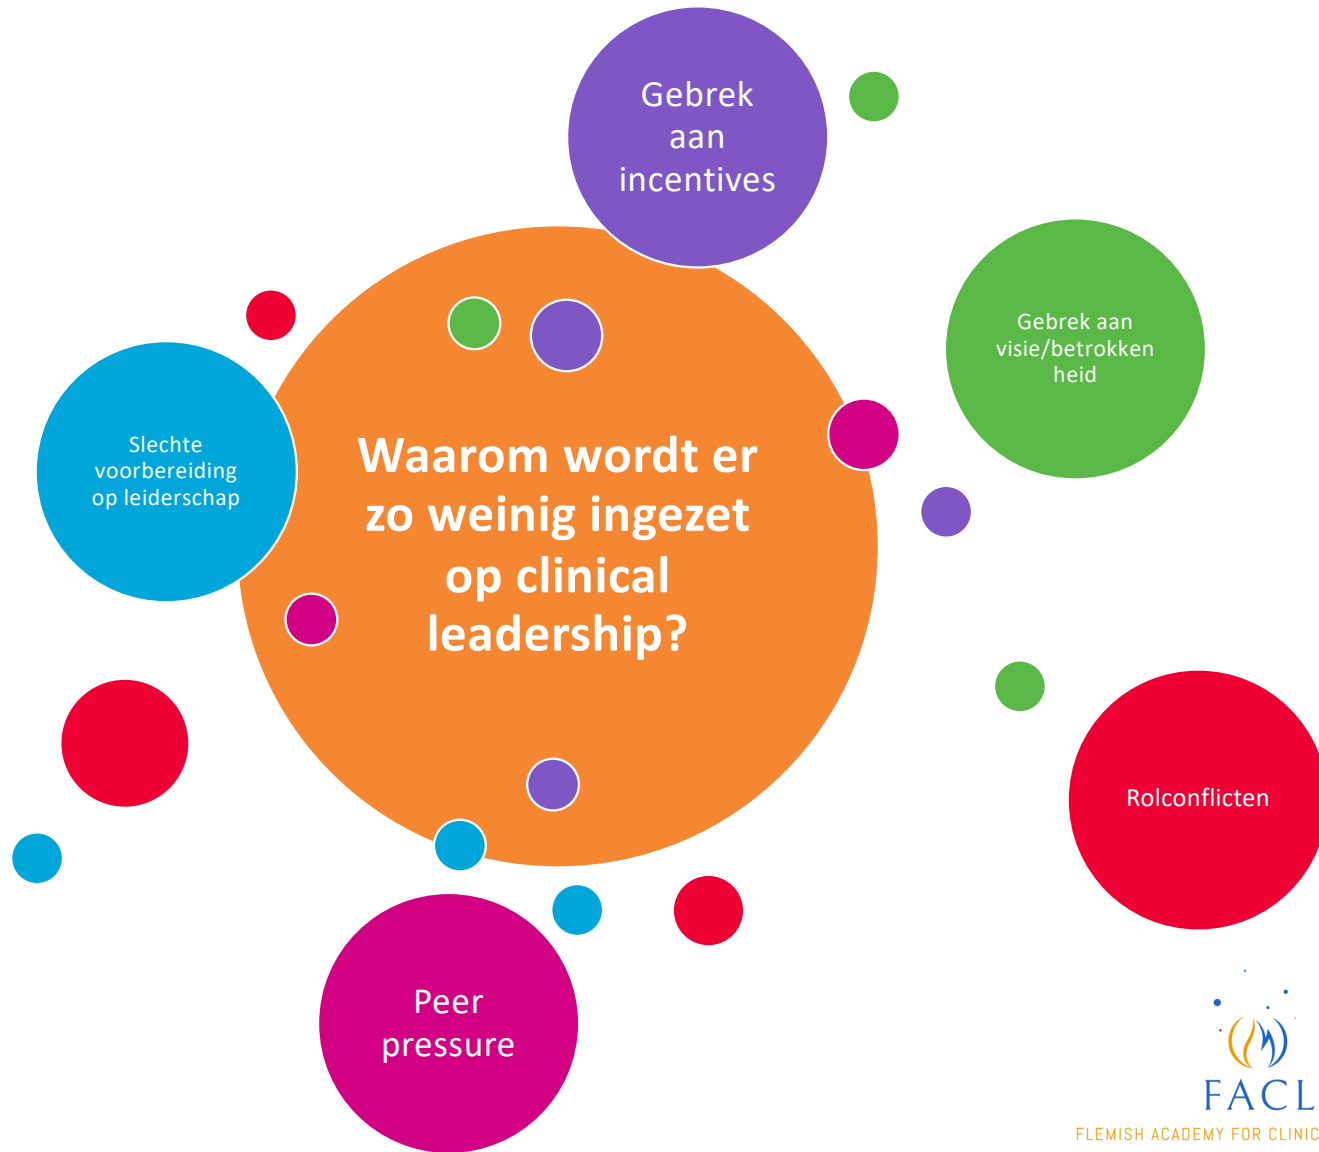 Gebrek
aan
incentives
Gebrek aan
visie/betrokken
heid
Slechte
voorbereiding
op leiderschap
Waarom wordt er
zo weinig ingezet
op clinical
leadership?
Rolconflicten
Peer
pressure
FACL
FLEMISH ACADEMY FOR CLINIC